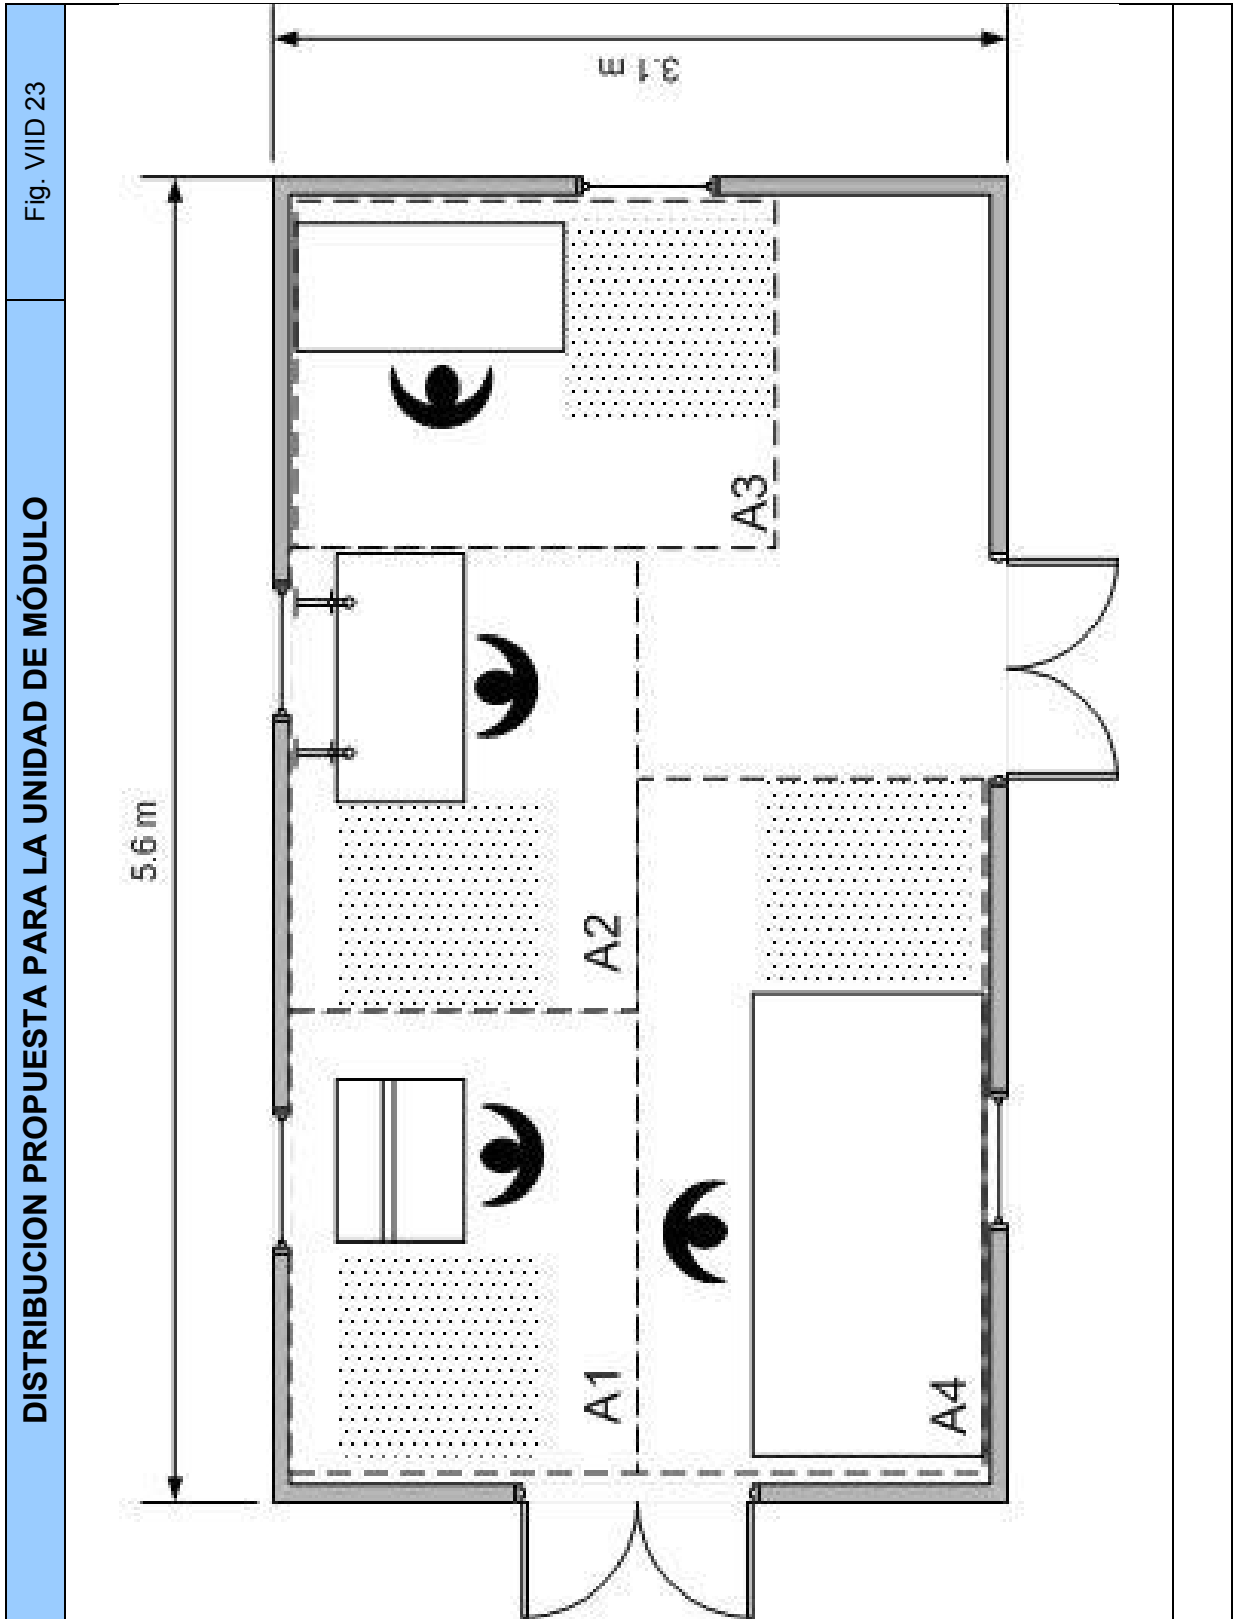 DISTRIBUCION PROPUESTA PARA LA UNIDAD DE MÓDULO
Fig. VIID 23
5.6 m
3.1 m
A1
A2
A3
A4